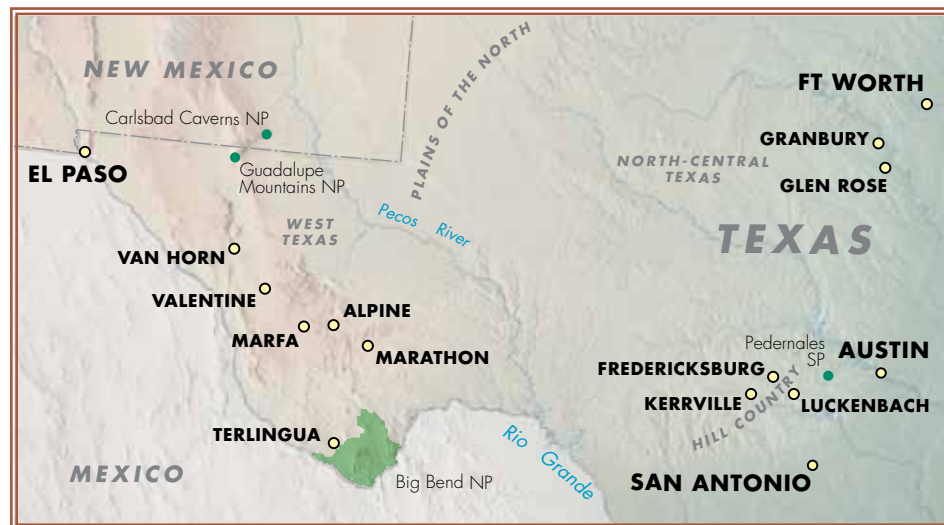 NEW MEXICO
PLAINS OF THE NORTH
FT WORTH
Carlsbad Caverns NP
GRANBURY
EL PASO
Guadalupe
Mountains NP
NORTH-CENTRAL
TEXAS
GLEN ROSE
Pecos River
WEST
TEXAS
TEXAS
VAN HORN
VALENTINE
ALPINE
MARFA
MARATHON
Pedernales
SP
AUSTIN
FREDERICKSBURG
KERRVILLE
HILL COUNTRY
LUCKENBACH
TERLINGUA
Rio Grande
MEXICO
Big Bend NP
SAN ANTONIO